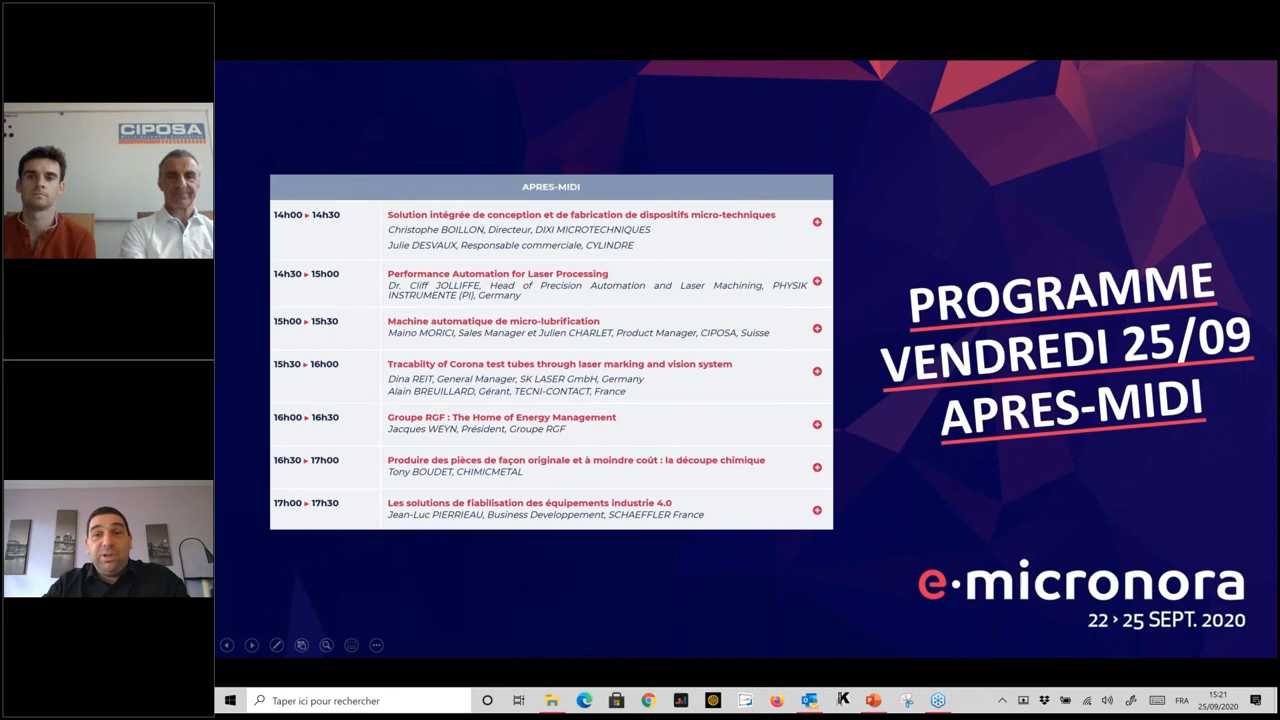 CIPOSA
APRES-MIDI
14h00 ▸ 14h30
Solution intégrée de conception et de fabrication de dispositifs micro-techniques
Christophe BOILLON, Directeur, DIXI MICROTECHNIQUES
Julie DESVAUX, Responsable commerciale, CYLINDRE
14h30 ▸ 15h00
Performance Automation for Laser Processing
Dr. Cliff JOLLIFFE, Head of Precision Automation and Laser Machining, PHYSIK
INSTRUMENTE (PI), Germany
15h00 ▸ 15h30
Machine automatique de micro-lubrification
Maino MORICI, Sales Manager et Julien CHARLET, Product Manager, CIPOSA, Suisse
15h30 ▸ 16h00
Tracabilty of Corona test tubes through laser marking and vision system
Dina REIT, General Manager, SK LASER GmbH, Germany
Alain BREUILLARD, Gérant, TECNI-CONTACT, France
16h00 ▸ 16h30
Groupe RGF : The Home of Energy Management
Jacques WEYN, Président, Groupe RGF
16h30 ▸ 17h00
Produire des pièces de façon originale et à moindre coût : la découpe chimique
Tony BOUDET, CHIMICMETAL
17h00 ▸ 17h30
Les solutions de fiabilisation des équipements industrie 4.0
Jean-Luc PIERRIEAU, Business Developpement, SCHAEFFLER France
PROGRAMME
VENDREDI 25/09
APRES-MIDI
e·micronora
22 > 25 SEPT. 2020
Taper ici pour rechercher
FRA
15:21
25/09/2020